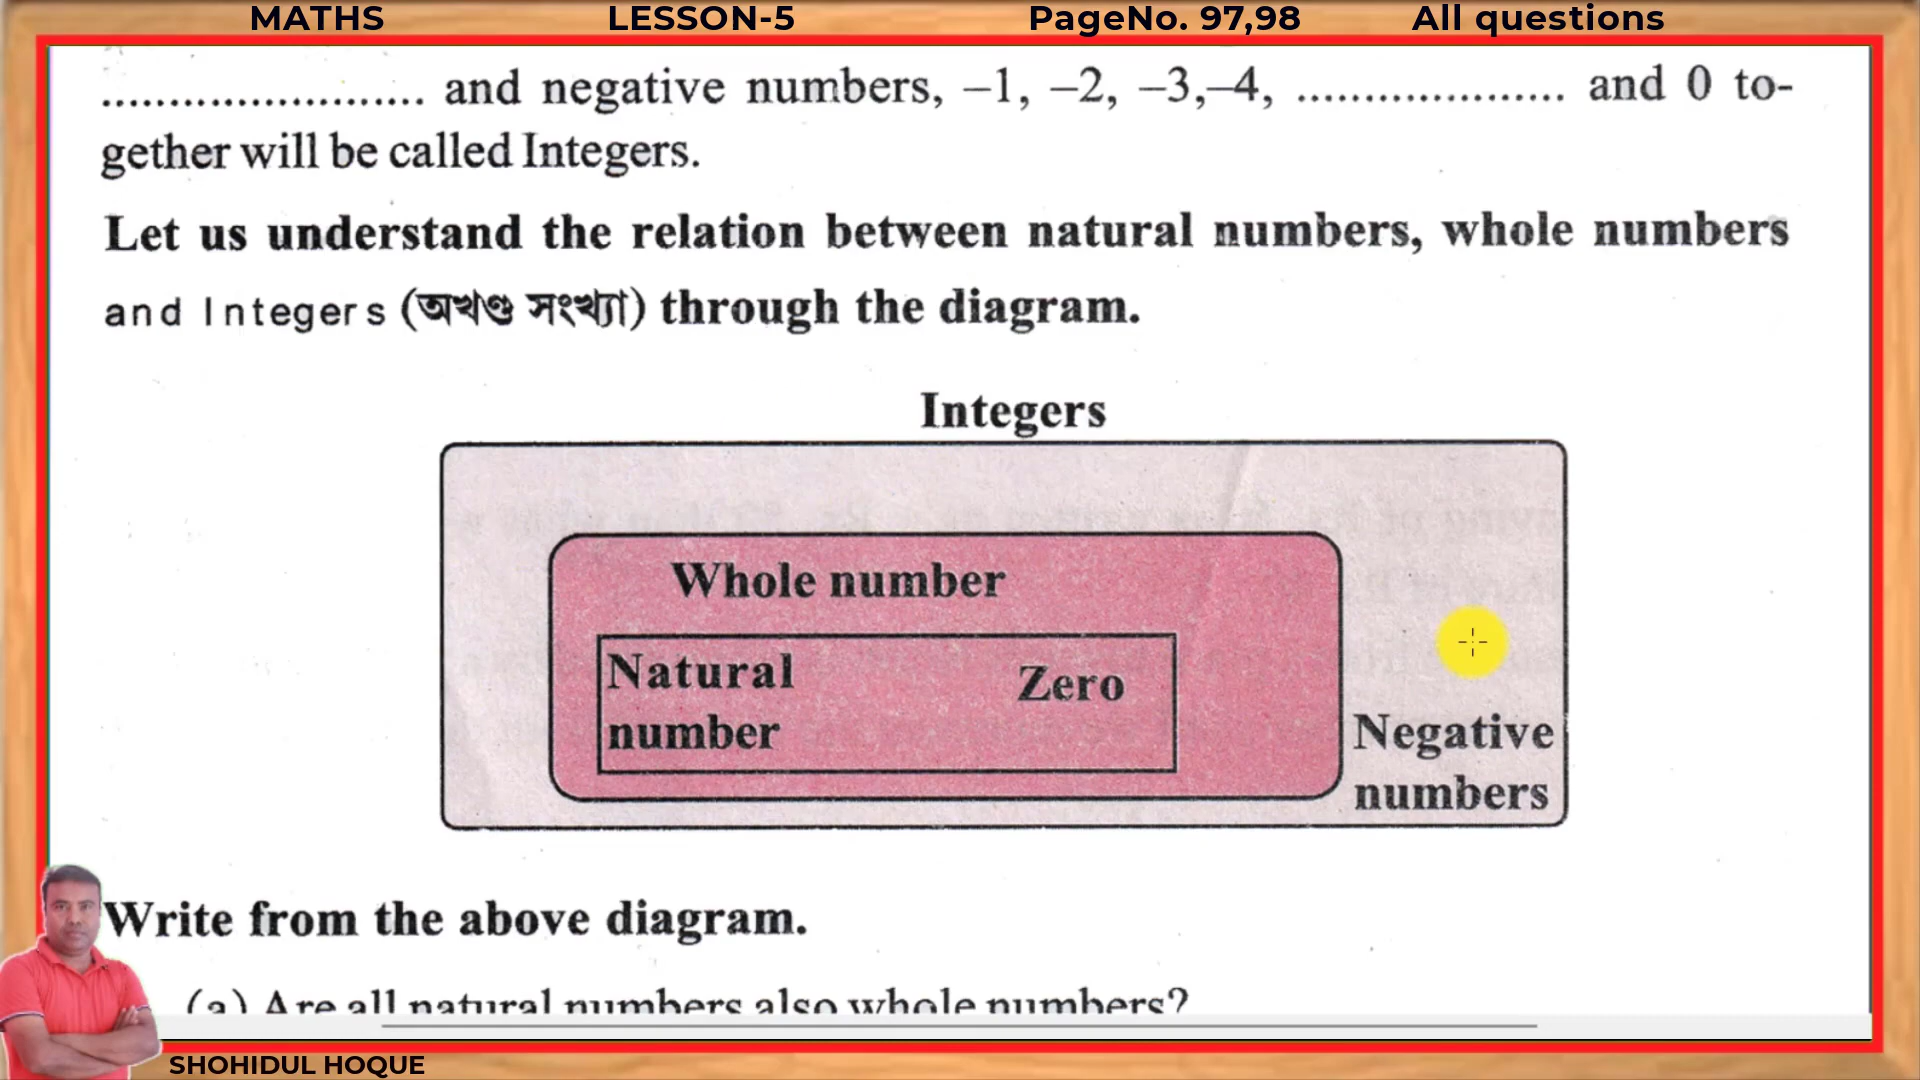 MATHS LESSON-5 PageNo. 97,98 All questions
........................ and negative numbers, –1, –2, –3,–4, .................... and 0 to-
gether will be called Integers.
Let us understand the relation between natural numbers, whole numbers
and Integers (অখণ্ড সংখ্যা) through the diagram.
Integers
Whole number
Natural
number
Zero
Negative
numbers
Write from the above diagram.
(a) Are all natural numbers also whole numbers?
SHOHIDUL HOQUE